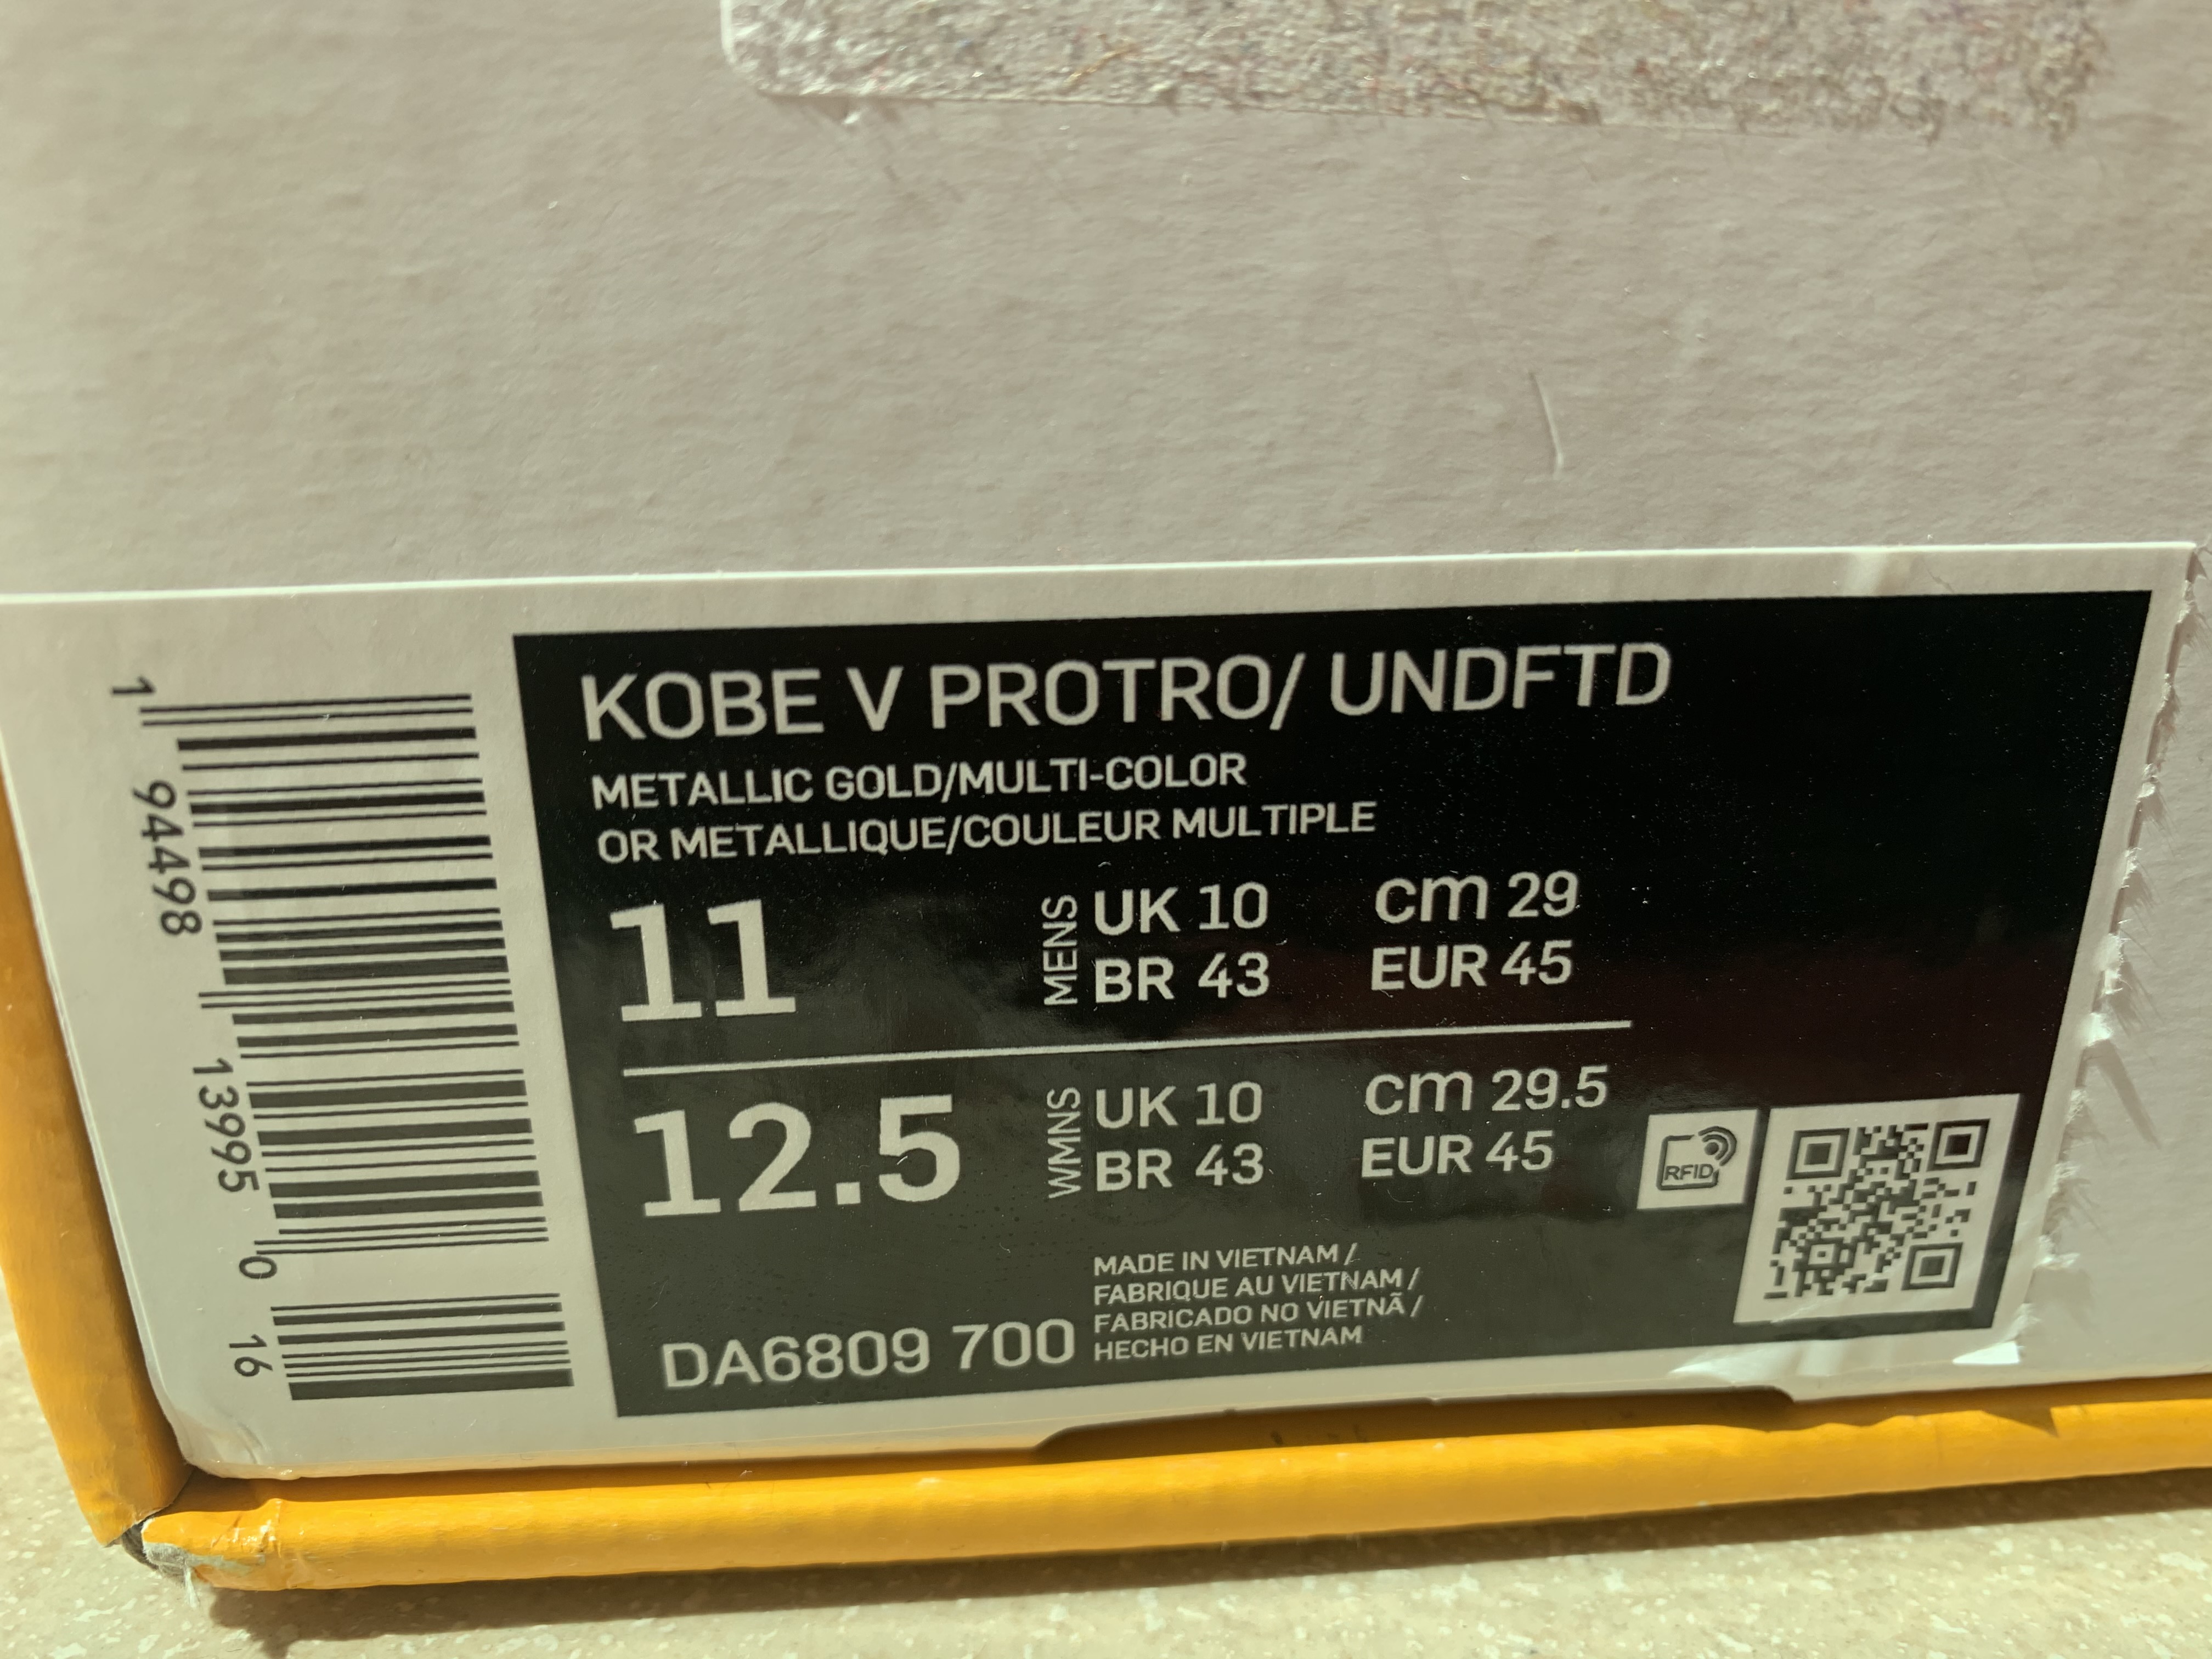 1 94498 13995 0 16
KOBE V PROTRO/ UNDFTD
METALLIC GOLD/MULTI-COLOR
OR METALLIQUE/COULEUR MULTIPLE
11 MENS UK 10 cm 29
BR 43 EUR 45
12.5 WMNS UK 10 cm 29.5
BR 43 EUR 45
RFID
MADE IN VIETNAM /
FABRIQUE AU VIETNAM /
FABRICADO NO VIETNÃ /
HECHO EN VIETNAM
DA6809 700